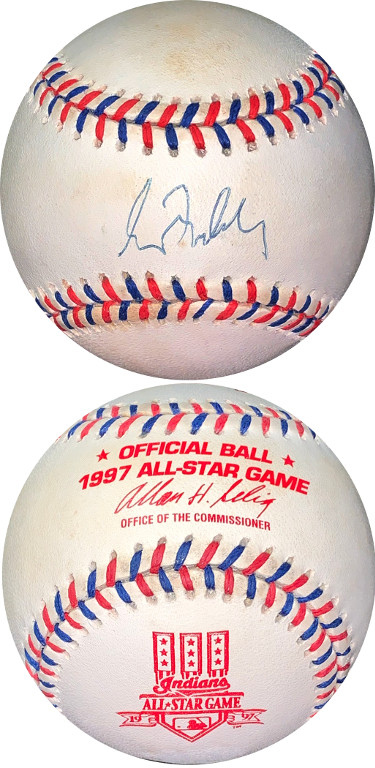 ★ OFFICIAL BALL ★
1997 ALL-STAR GAME
Allan H. Selig
OFFICE OF THE COMMISSIONER
Indians
ALL★STAR GAME
19 97